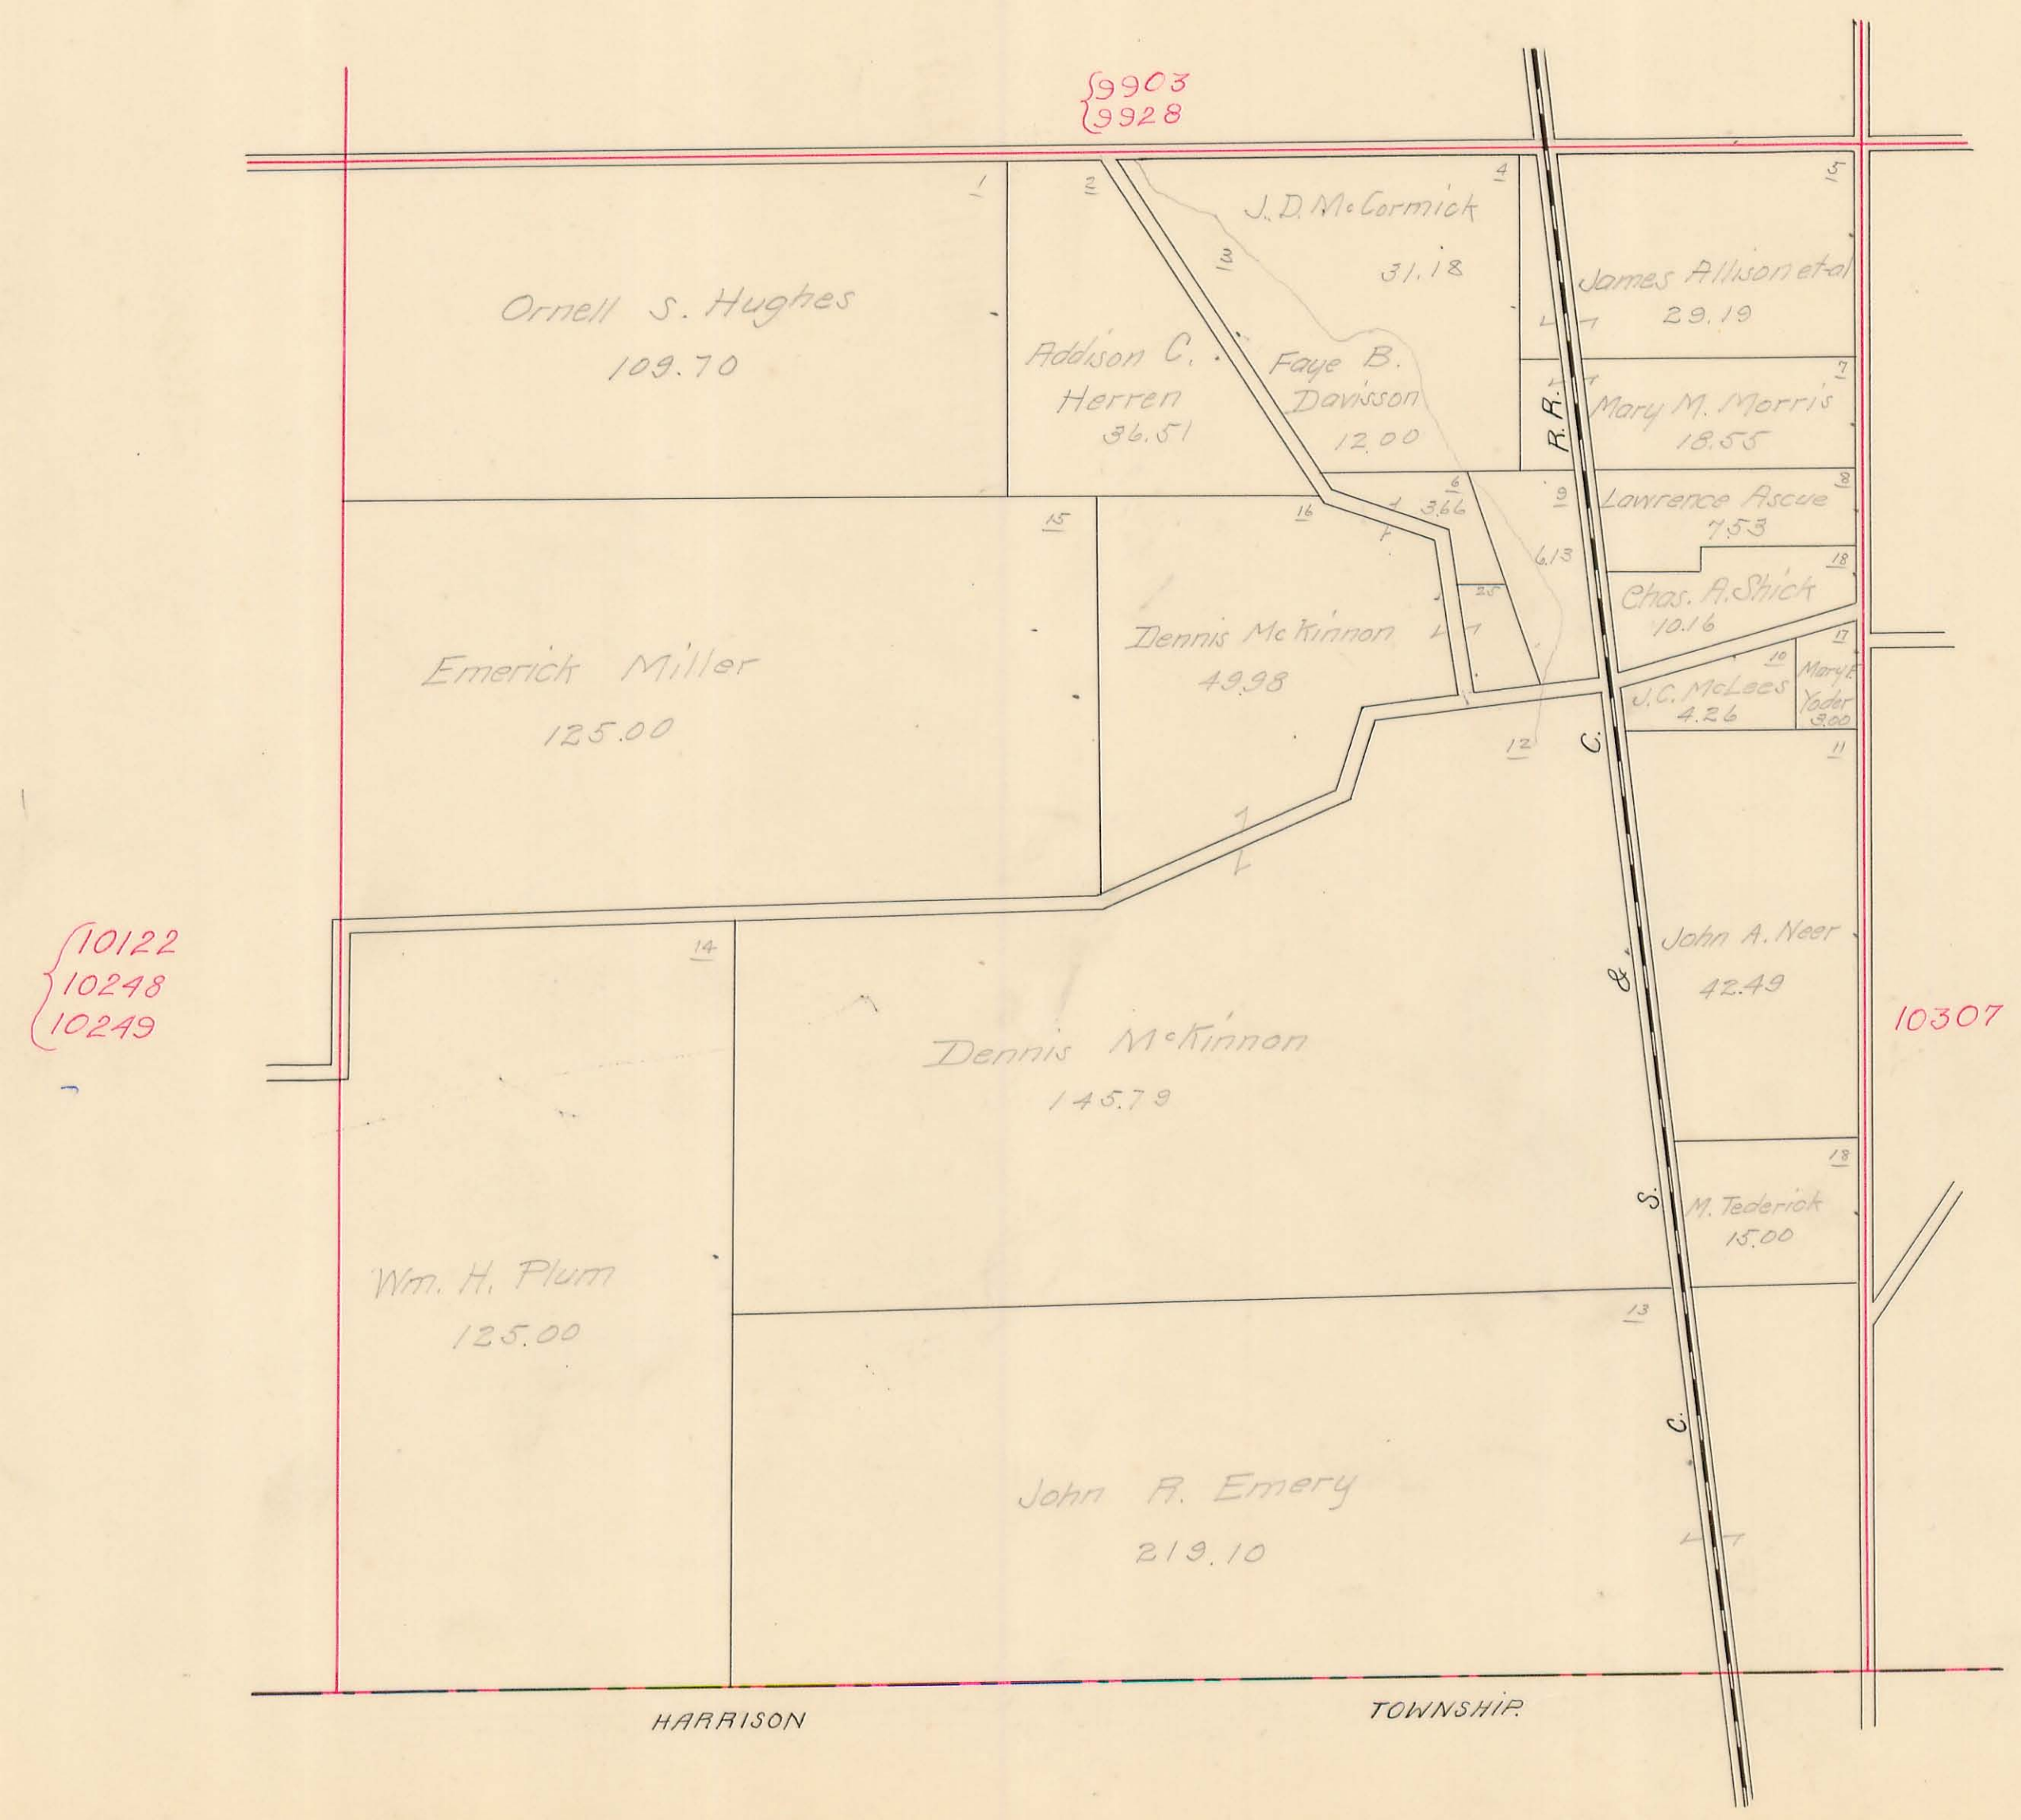 9903
9928
1
2
4
5
J. D. McCormick
3
31.18
James Allison et-al
29.19
Ornell S. Hughes
109.70
Addison C.
Herren
36.51
Faye B.
Davisson
12.00
R. R.
7
Mary M. Morris
18.55
8
Lawrence Ascue
7.53
6
3.66
9
6.13
25
15
16
18
Chas. A. Shick
10.16
Dennis McKinnon
49.98
Emerick Miller
125.00
10
J. C. McLees
4.26
17
Mary E.
Yoder
3.00
12
11
C.
John A. Neer
42.49
&
10122
10248
10249
14
Dennis McKinnon
145.79
10307
18
M. Tederick
15.00
S.
Wm. H. Plum
125.00
13
C.
John R. Emery
219.10
HARRISON TOWNSHIP.